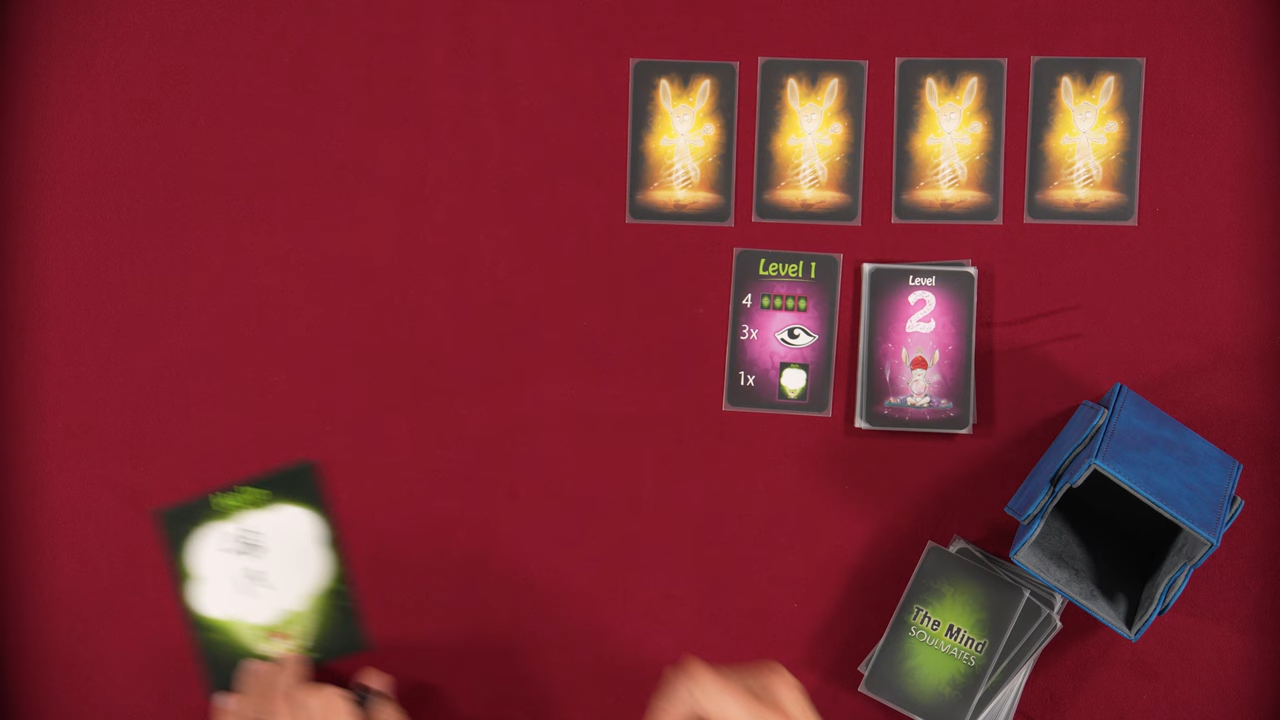 Level 1
4
3x
1x
Level
2
The Mind
SOULMATES